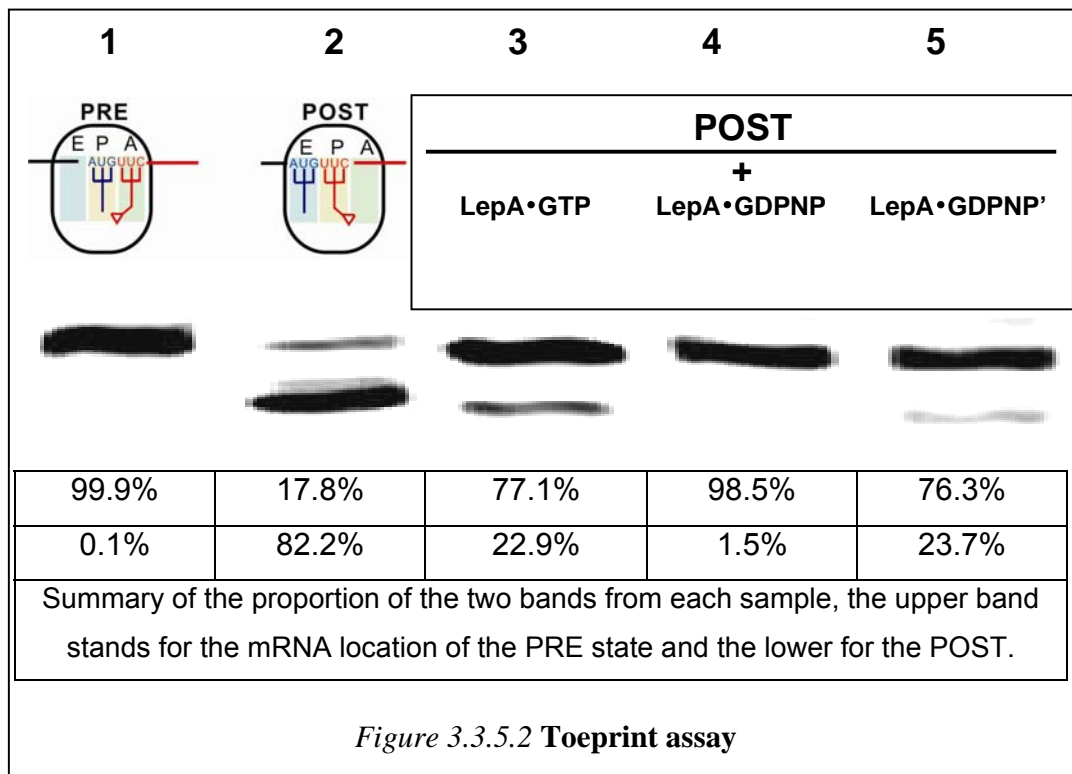 1 2 3 4 5
PRE POST
E P A E P A
AUGUUC AUGUUC
POST
+
LepA•GTP LepA•GDPNP LepA•GDPNP’
99.9% 17.8% 77.1% 98.5% 76.3%
0.1% 82.2% 22.9% 1.5% 23.7%
Summary of the proportion of the two bands from each sample, the upper band
stands for the mRNA location of the PRE state and the lower for the POST.
Figure 3.3.5.2 Toeprint assay